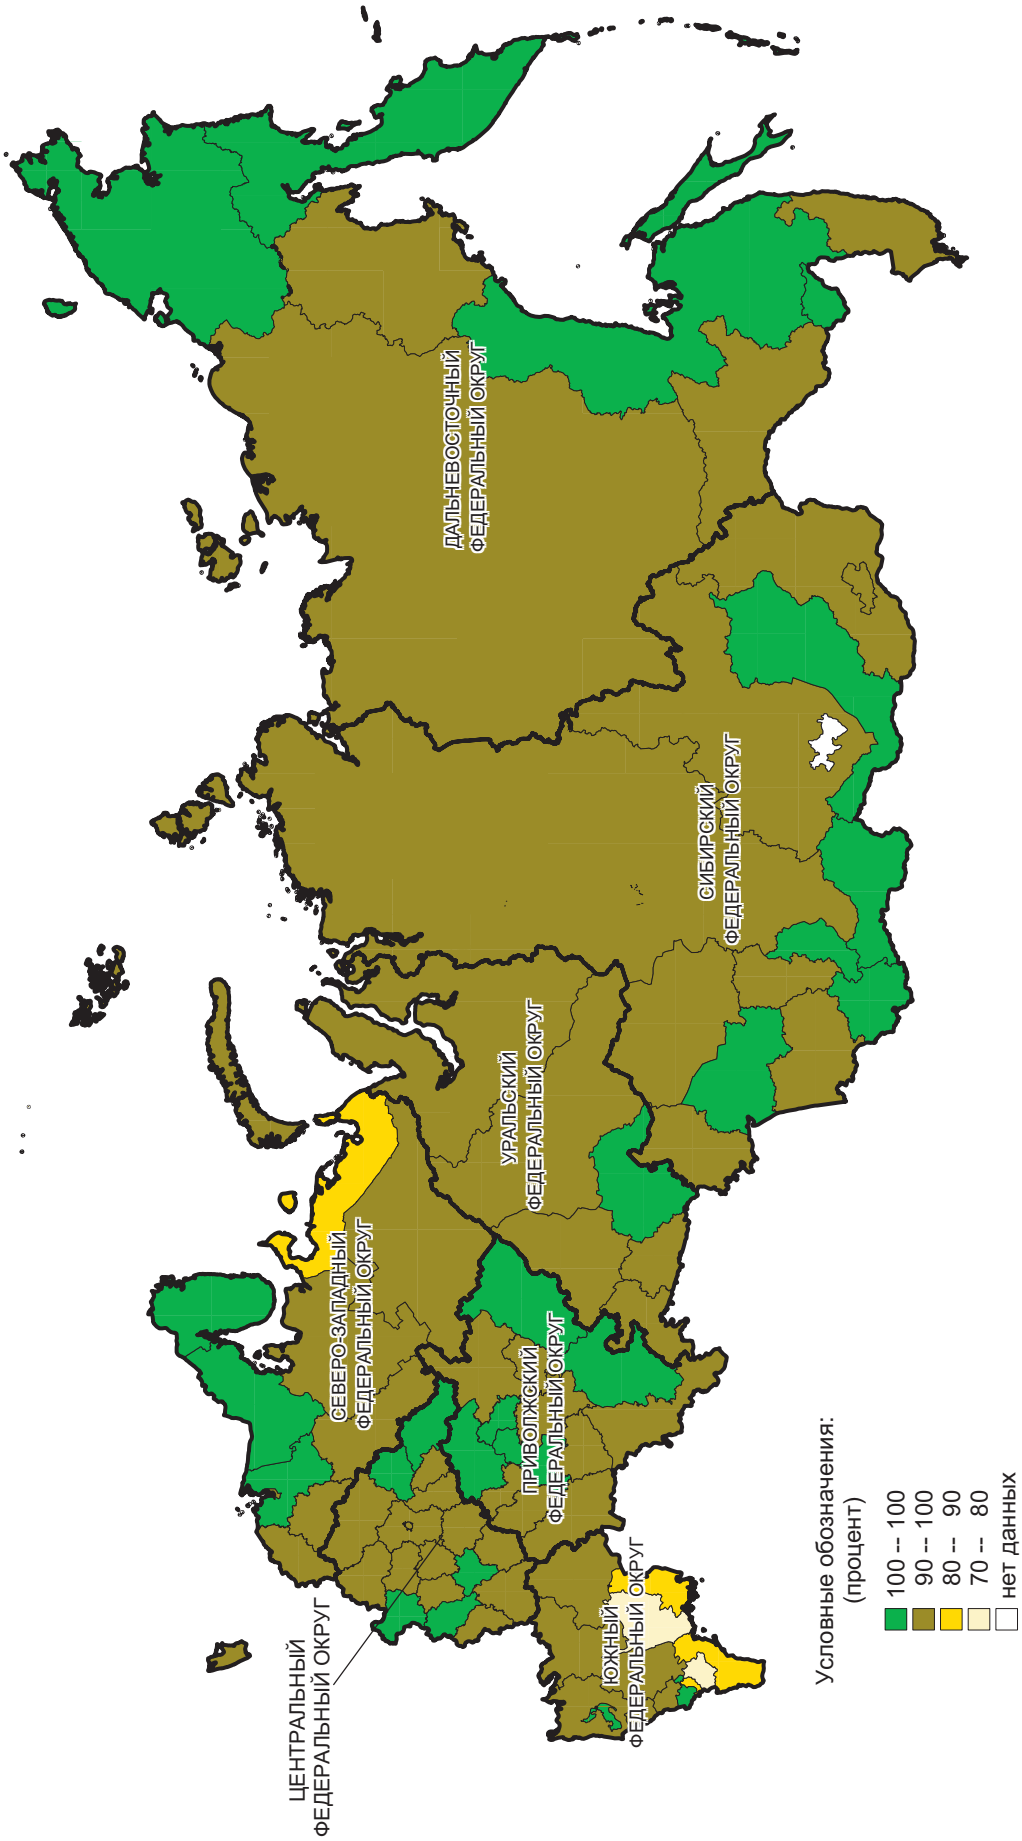 ЦЕНТРАЛЬНЫЙ
ФЕДЕРАЛЬНЫЙ ОКРУГ
СЕВЕРО-ЗАПАДНЫЙ
ФЕДЕРАЛЬНЫЙ ОКРУГ
ДАЛЬНЕВОСТОЧНЫЙ
ФЕДЕРАЛЬНЫЙ ОКРУГ
УРАЛЬСКИЙ
ФЕДЕРАЛЬНЫЙ ОКРУГ
ПРИВОЛЖСКИЙ
ФЕДЕРАЛЬНЫЙ ОКРУГ
ЮЖНЫЙ
ФЕДЕРАЛЬНЫЙ ОКРУГ
СИБИРСКИЙ
ФЕДЕРАЛЬНЫЙ ОКРУГ
Условные обозначения:
(процент)
100 -- 100
90 -- 100
80 -- 90
70 -- 80
нет данных